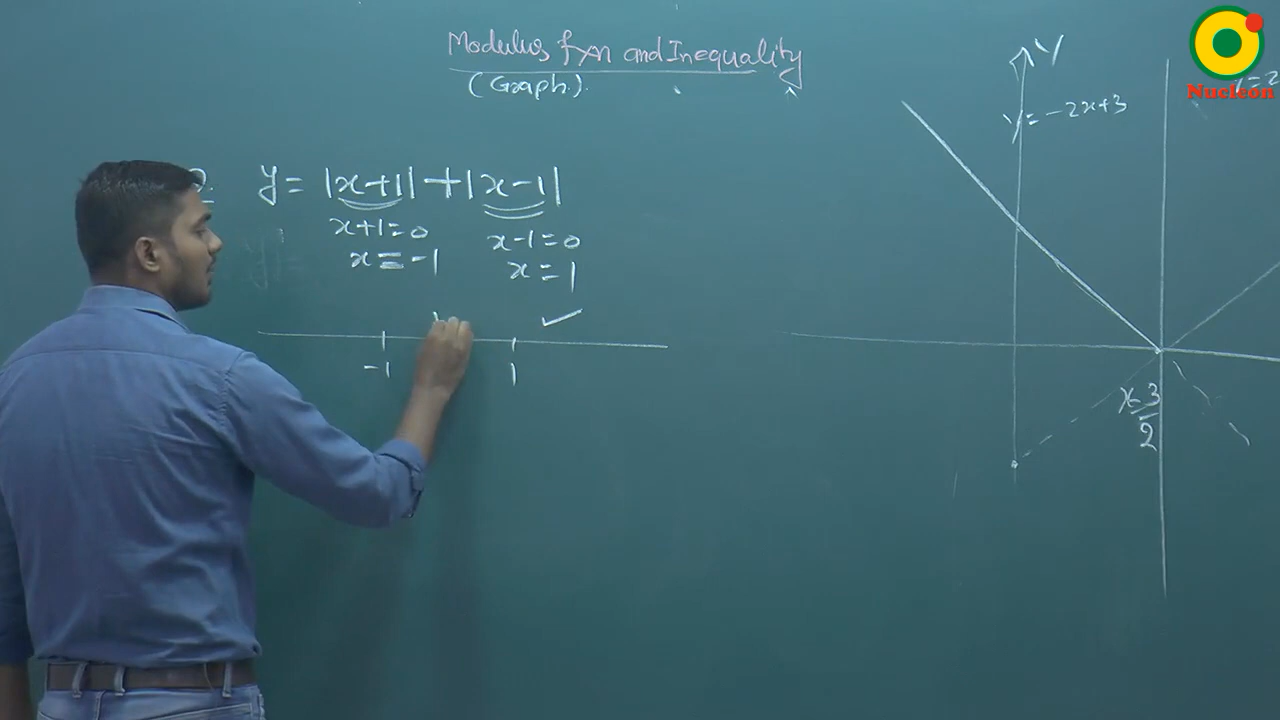 Modulus fxn and Inequality
(Graph).
2. y = |x+1| + |x-1|
x+1=0
x = -1
x-1=0
x = 1
-1 1
Y
y = -2x+3
x=3/2
Nucleon